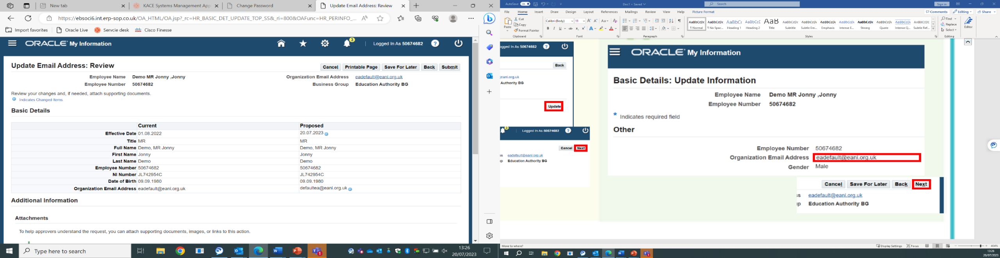 New tab
KACE Systems Management App
Change Password
Update Email Address: Review
https://ebsoci6.int.erp-sop.co.uk/OA_HTML/OA.jsp?_rc=HR_BASIC_DET_UPDATE_TOP_SS&_ri=800&OAFunc=HR_PERINFO_...
Import favorites
Oracle Live
Servcie desk
Cisco Finesse
ORACLE My Information
3
Logged In As 50674682
Update Email Address: Review
Cancel
Printable Page
Save For Later
Back
Submit
Employee Name Demo MR Jonny ,Jonny
Organization Email Address eadefault@eani.org.uk
Employee Number 50674682
Business Group Education Authority BG
Review your changes and, if needed, attach supporting documents.
Indicates Changed Items.
Basic Details
Current Proposed
Effective Date 01.08.2022 20.07.2023
Title MR MR
Full Name Demo, MR Jonny Demo, MR Jonny
First Name Jonny Jonny
Last Name Demo Demo
Employee Number 50674682 50674682
NI Number JL742954C JL742954C
Date of Birth 09.09.1980 09.09.1980
Organization Email Address eadefault@eani.org.uk defaultea@eani.org.uk
Additional Information
Attachments
To help approvers understand the request, you can attach supporting documents, images, or links to this action.
Type here to search
13:26
20/07/2023
AutoSave On
Doc1 • Saved
Search
Sign in
File Home Insert Draw Design Layout References Mailings Review View Help Picture Format
Comments
Editing
Share
Paste
Cut
Copy
Format Painter
Clipboard
Calibri (Body) 11
Font
Paragraph
AaBbCcDc AaBbCcDc AaBbCc AaBbCcD AaB AaBbCcDc AaBbCcDc AaBbCcDc AaBbCcDc AaBbCcDc AaBbCcDc AaBbCcDc AABBCCDC
¶ Normal ¶ No Spac... Heading 1 Heading 2 Title Subtitle Subtle Em... Emphasis Intense E... Strong Quote Intense Q... Subtle Ref...
Styles
Find
Replace
Select
Editing
Editor
ogged In As 50674682
Back
eani.org.uk
Authority BG
Update
3
Logged In As 50674682
Cancel
Next
eadefault@eani.org.uk
Education Authority BG
ORACLE My Information
Basic Details: Update Information
Employee Name Demo MR Jonny ,Jonny
Employee Number 50674682
* Indicates required field
Other
Employee Number 50674682
Organization Email Address eadefault@eani.org.uk
Gender Male
Cancel
Save For Later
Back
Next
eadefault@eani.org.uk
Education Authority BG
Move to where?
Display Settings
Focus
404%
13:26
20/07/2023